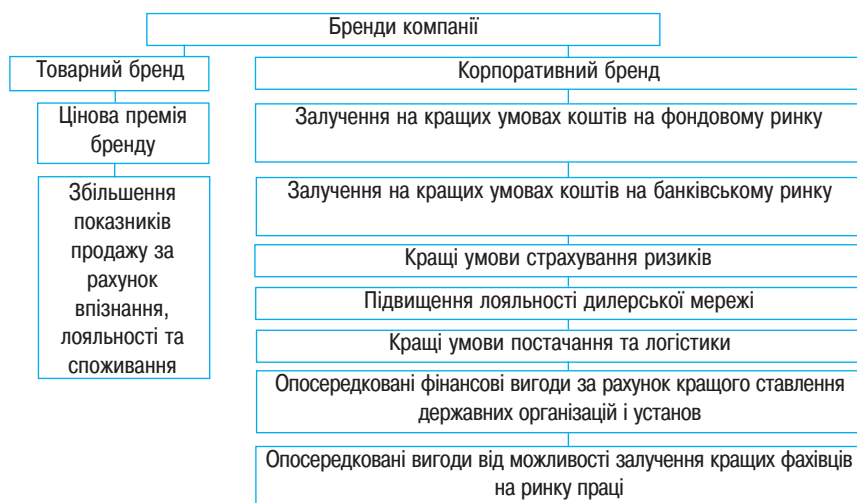 Бренди компанії
Товарний бренд
Корпоративний бренд
Цінова премія
бренду
Залучення на кращих умовах коштів на фондовому ринку
Збільшення
показників
продажу за
рахунок
впізнання,
лояльності та
споживання
Залучення на кращих умовах коштів на банківському ринку
Кращі умови страхування ризиків
Підвищення лояльності дилерської мережі
Кращі умови постачання та логістики
Опосередковані фінансові вигоди за рахунок кращого ставлення
державних організацій і установ
Опосередковані вигоди від можливості залучення кращих фахівців
на ринку праці